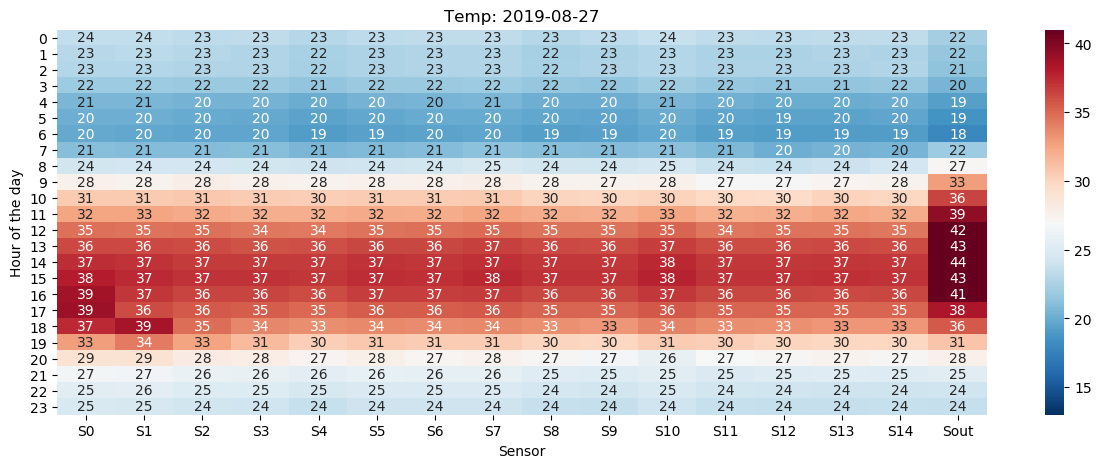 Temp: 2019-08-27
Hour of the day
0 24 24 23 23 23 23 23 23 23 23 24 23 23 23 23 22
1 23 23 23 23 22 23 23 23 22 23 23 23 23 23 23 22
2 23 23 23 23 22 23 23 23 22 23 23 23 23 23 23 21
3 22 22 22 22 21 22 22 22 22 22 22 22 21 21 22 20
4 21 21 20 20 20 20 20 21 20 20 21 20 20 20 20 19
5 20 20 20 20 20 20 20 20 20 20 20 20 19 20 20 19
6 20 20 20 20 19 19 20 20 19 19 20 19 19 19 19 18
7 21 21 21 21 21 21 21 21 21 21 21 21 20 20 20 22
8 24 24 24 24 24 24 24 25 24 24 25 24 24 24 24 27
9 28 28 28 28 28 28 28 28 28 27 28 27 27 27 28 33
10 31 31 31 31 30 31 31 31 30 30 30 30 30 30 30 36
11 32 33 32 32 32 32 32 32 32 32 33 32 32 32 32 39
12 35 35 35 34 34 35 35 35 35 35 35 34 35 35 35 42
13 36 36 36 36 36 36 36 37 36 36 37 36 36 36 36 43
14 37 37 37 37 37 37 37 37 37 37 38 37 37 37 37 44
15 38 37 37 37 37 37 37 38 37 37 38 37 37 37 37 43
16 39 37 36 36 36 37 37 37 36 36 37 36 36 36 36 41
17 39 36 36 35 35 36 36 36 35 35 36 35 35 35 35 38
18 37 39 35 34 33 34 34 34 33 33 34 33 33 33 33 36
19 33 34 33 31 30 31 31 31 30 30 31 30 30 30 30 31
20 29 29 28 28 27 28 27 28 27 27 26 27 27 27 27 28
21 27 27 26 26 26 26 26 26 25 25 25 25 25 25 25 25
22 25 26 25 25 24 25 24 25 25 24 25 24 24 24 24 24
23 25 25 24 24 24 24 24 24 24 24 24 24 24 24 24 24
S0 S1 S2 S3 S4 S5 S6 S7 S8 S9 S10 S11 S12 S13 S14 Sout
Sensor
40
35
30
25
20
15